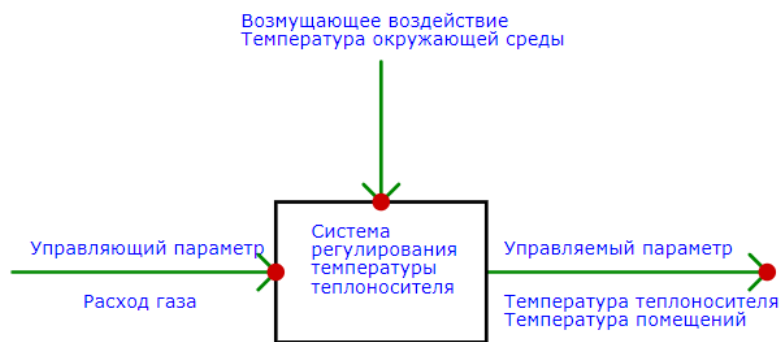 Возмущающее воздействие
Температура окружающей среды
Система
регулирования
температуры
теплоносителя
Управляющий параметр
Расход газа
Управляемый параметр
Температура теплоносителя
Температура помещений